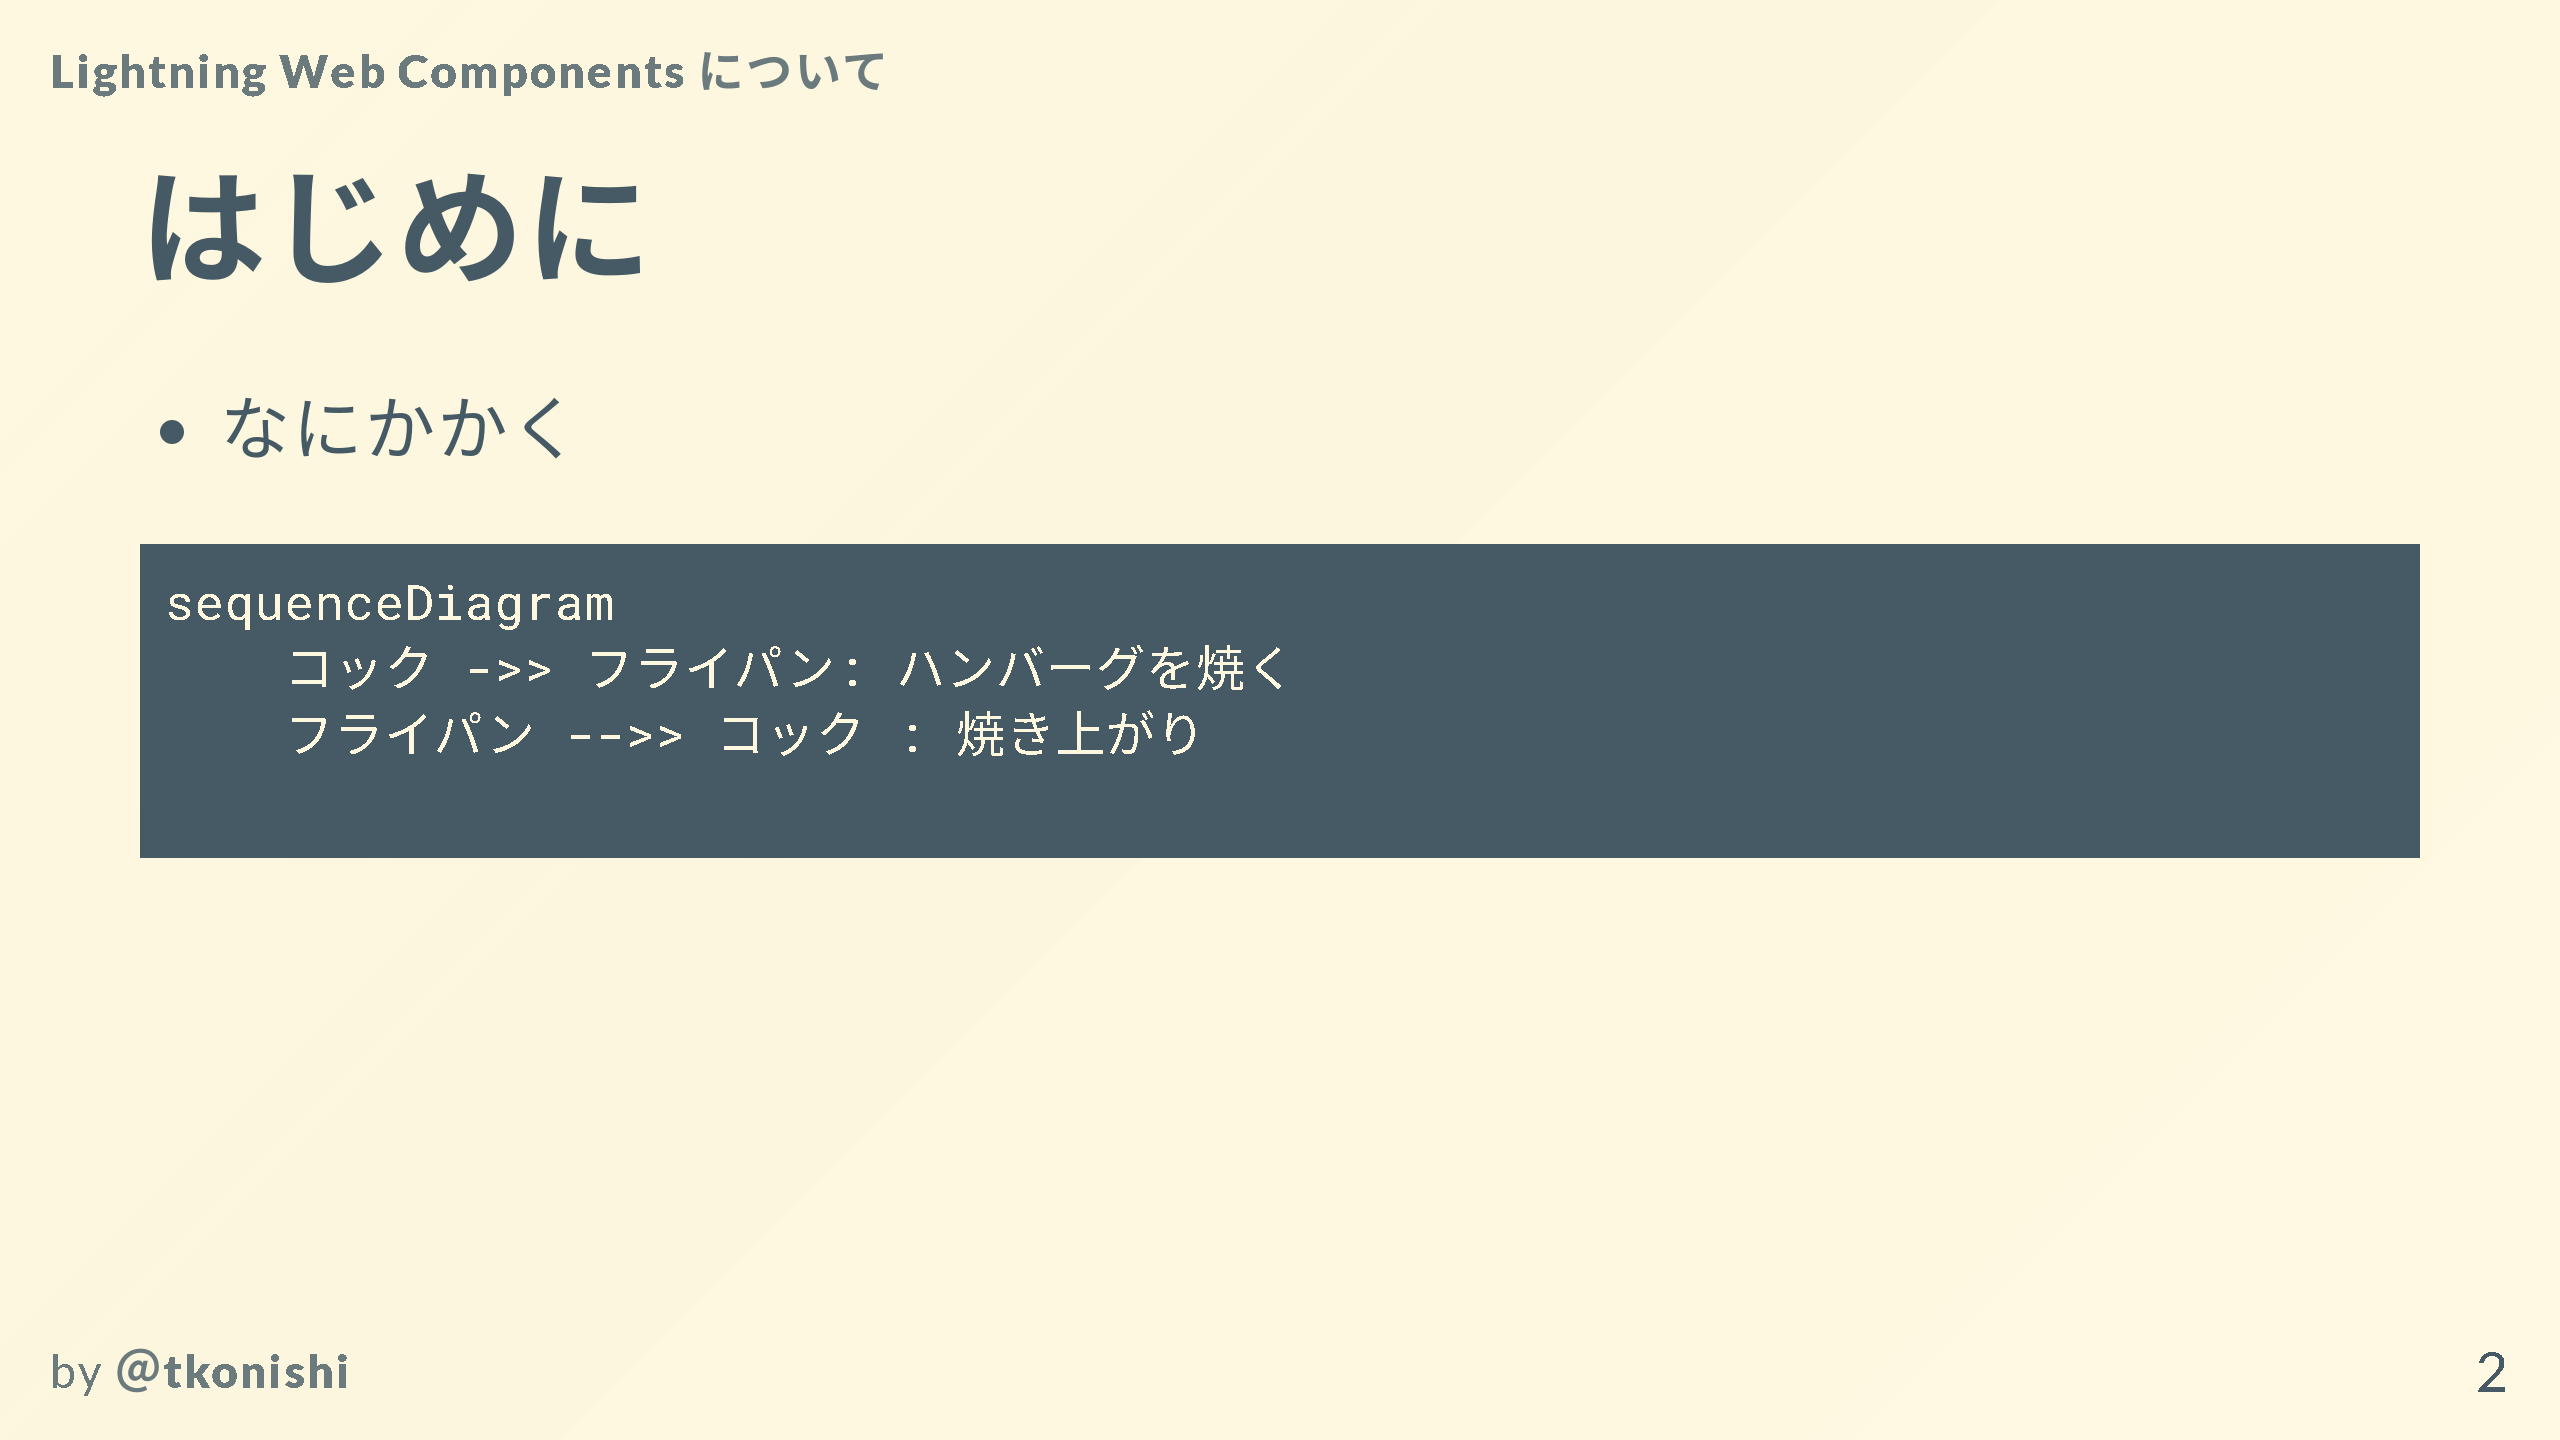 Lightning Web Components について
はじめに
• なにかかく
sequenceDiagram
    コック ->> フライパン: ハンバーグを焼く
    フライパン -->> コック : 焼き上がり
by @tkonishi
2